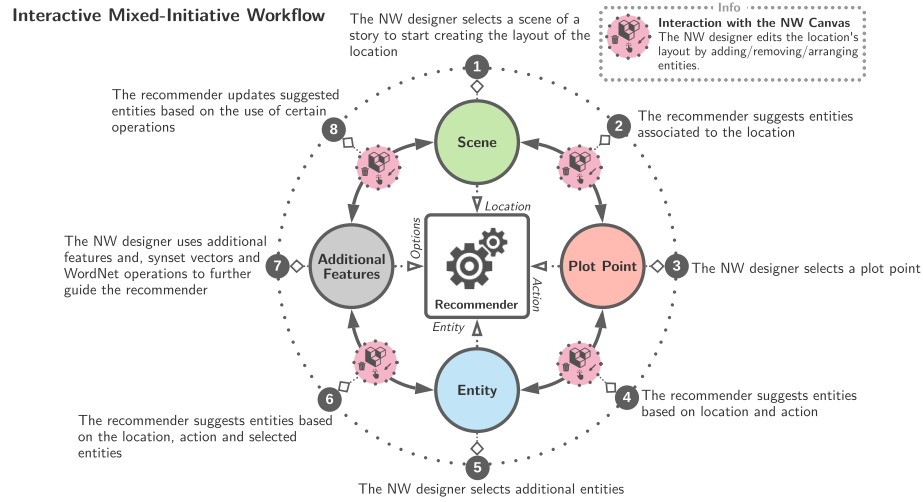 Interactive Mixed-Initiative Workflow
Info
Interaction with the NW Canvas
The NW designer edits the location's
layout by adding/removing/arranging
entities.
The NW designer selects a scene of a
story to start creating the layout of the
location
1
The recommender updates suggested
entities based on the use of certain
operations
8
2
The recommender suggests entities
associated to the location
Scene
Location
Options
The NW designer uses additional
features and, synset vectors and
WordNet operations to further
guide the recommender
7
Additional
Features
Recommender
Action
Plot Point
3
The NW designer selects a plot point
Entity
Entity
6
The recommender suggests entities based
on the location, action and selected
entities
4
The recommender suggests entities
based on location and action
5
The NW designer selects additional entities